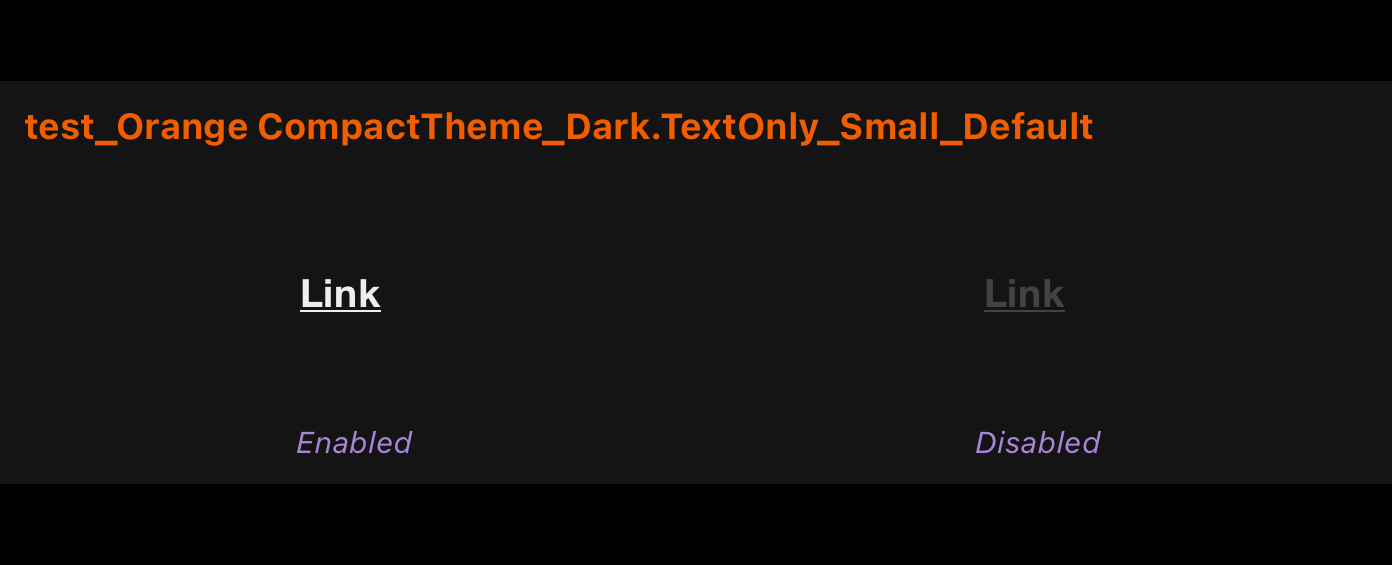 test_Orange CompactTheme_Dark.TextOnly_Small_Default
Link Link
Enabled Disabled